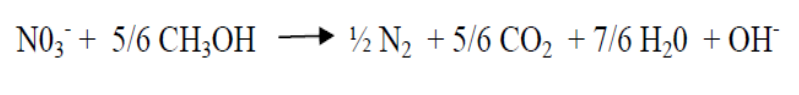 N0₃⁻ + 5/6 CH₃OH ⟶ ½ N₂ + 5/6 CO₂ + 7/6 H₂0 + OH⁻